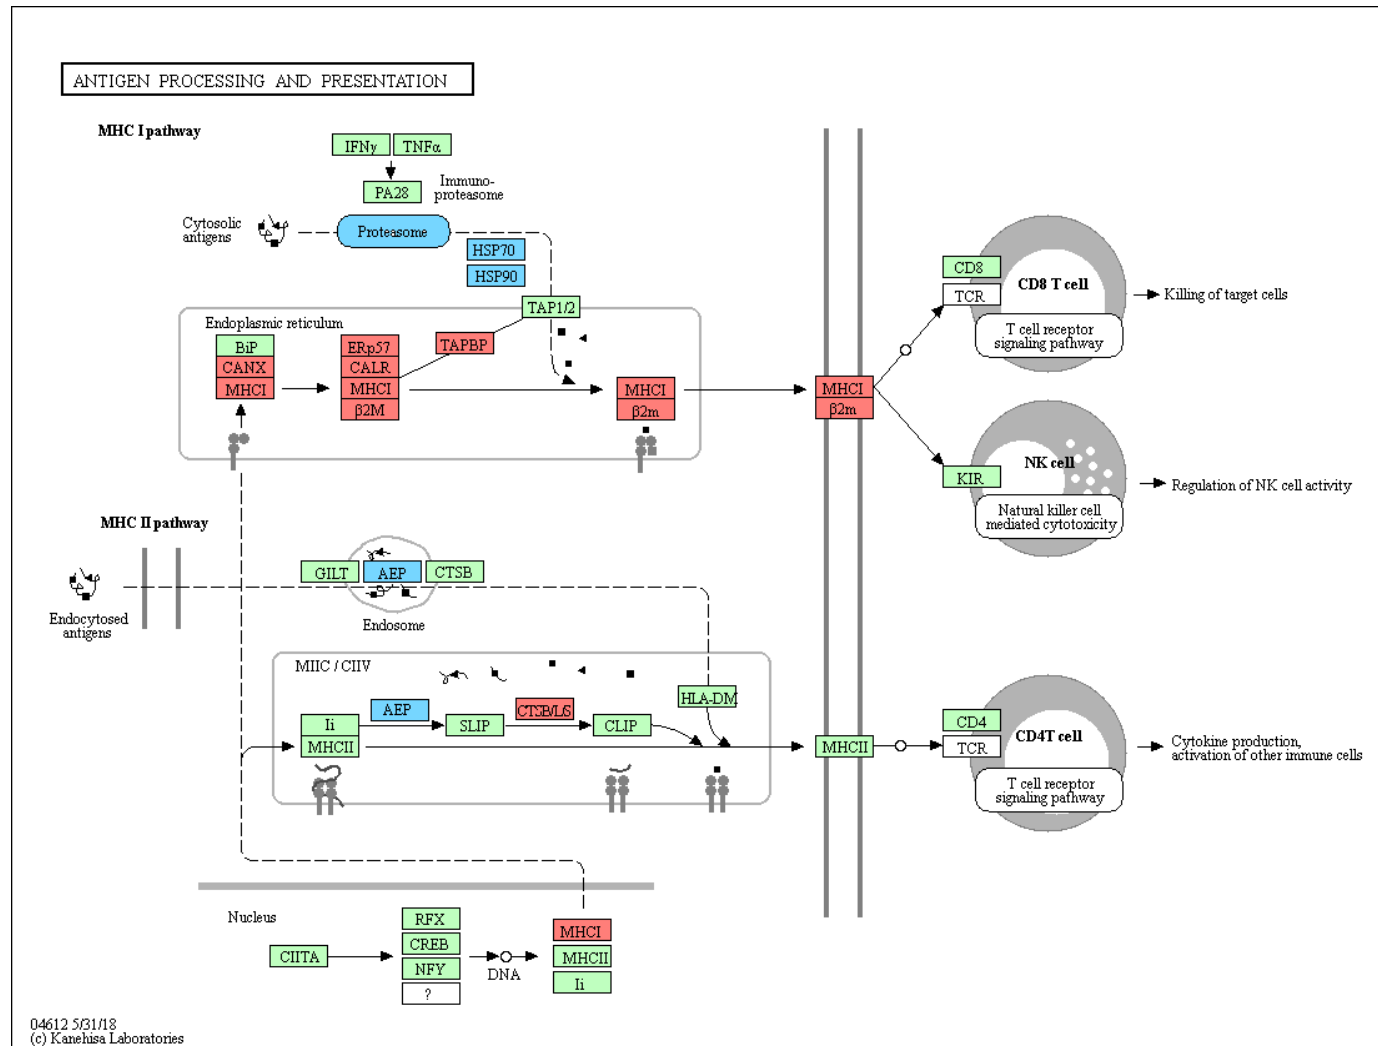 ANTIGEN PROCESSING AND PRESENTATION
MHC I pathway
IFNγ
TNFα
PA28
Immuno-
proteasome
Cytosolic
antigens
Proteasome
HSP70
HSP90
TAP1/2
Endoplasmic reticulum
BiP
CANX
MHCI
ERp57
CALR
MHCI
β2M
TAPBP
MHCI
β2m
MHCI
β2m
CD8
TCR
CD8 T cell
T cell receptor
signaling pathway
Killing of target cells
KIR
NK cell
Natural killer cell
mediated cytotoxicity
Regulation of NK cell activity
MHC II pathway
Endocytosed
antigens
GILT
AEP
CTSB
Endosome
MIIC / CIIV
Ii
MHCII
AEP
SLIP
CTSB/L/S
CLIP
HLA-DM
MHCII
CD4
TCR
CD4T cell
T cell receptor
signaling pathway
Cytokine production,
activation of other immune cells
Nucleus
CIITA
RFX
CREB
NFY
?
DNA
MHCI
MHCII
Ii
04612 5/31/18
(c) Kanehisa Laboratories